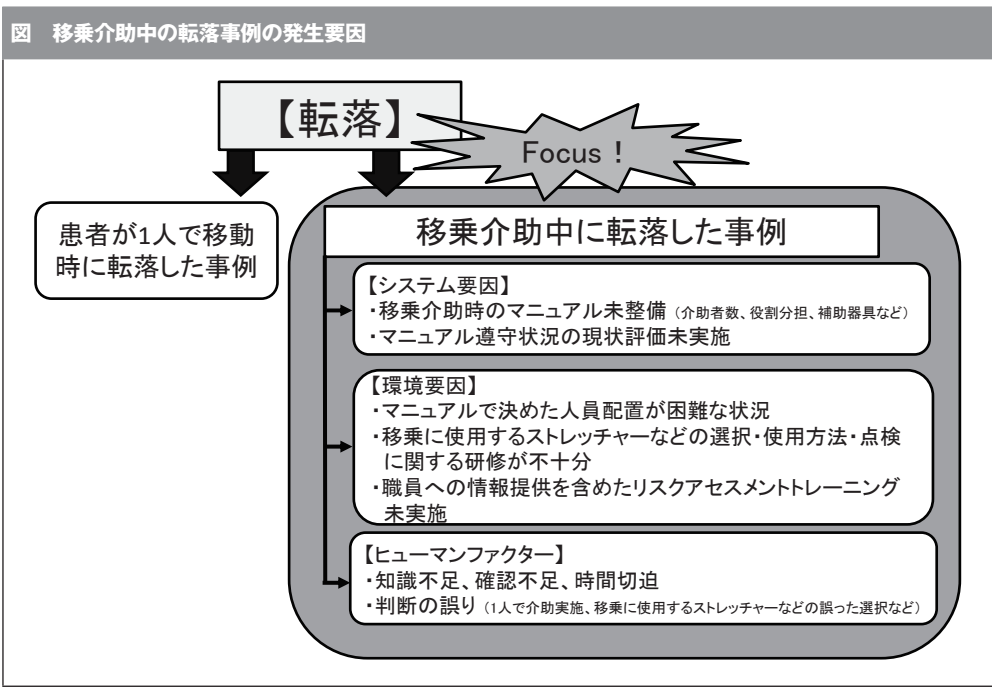 図 移乗介助中の転落事例の発生要因
【転落】
Focus！
患者が1人で移動
時に転落した事例
移乗介助中に転落した事例
【システム要因】
・移乗介助時のマニュアル未整備（介助者数、役割分担、補助器具など）
・マニュアル遵守状況の現状評価未実施
【環境要因】
・マニュアルで決めた人員配置が困難な状況
・移乗に使用するストレッチャーなどの選択・使用方法・点検
に関する研修が不十分
・職員への情報提供を含めたリスクアセスメントトレーニング
未実施
【ヒューマンファクター】
・知識不足、確認不足、時間切迫
・判断の誤り（1人で介助実施、移乗に使用するストレッチャーなどの誤った選択など）